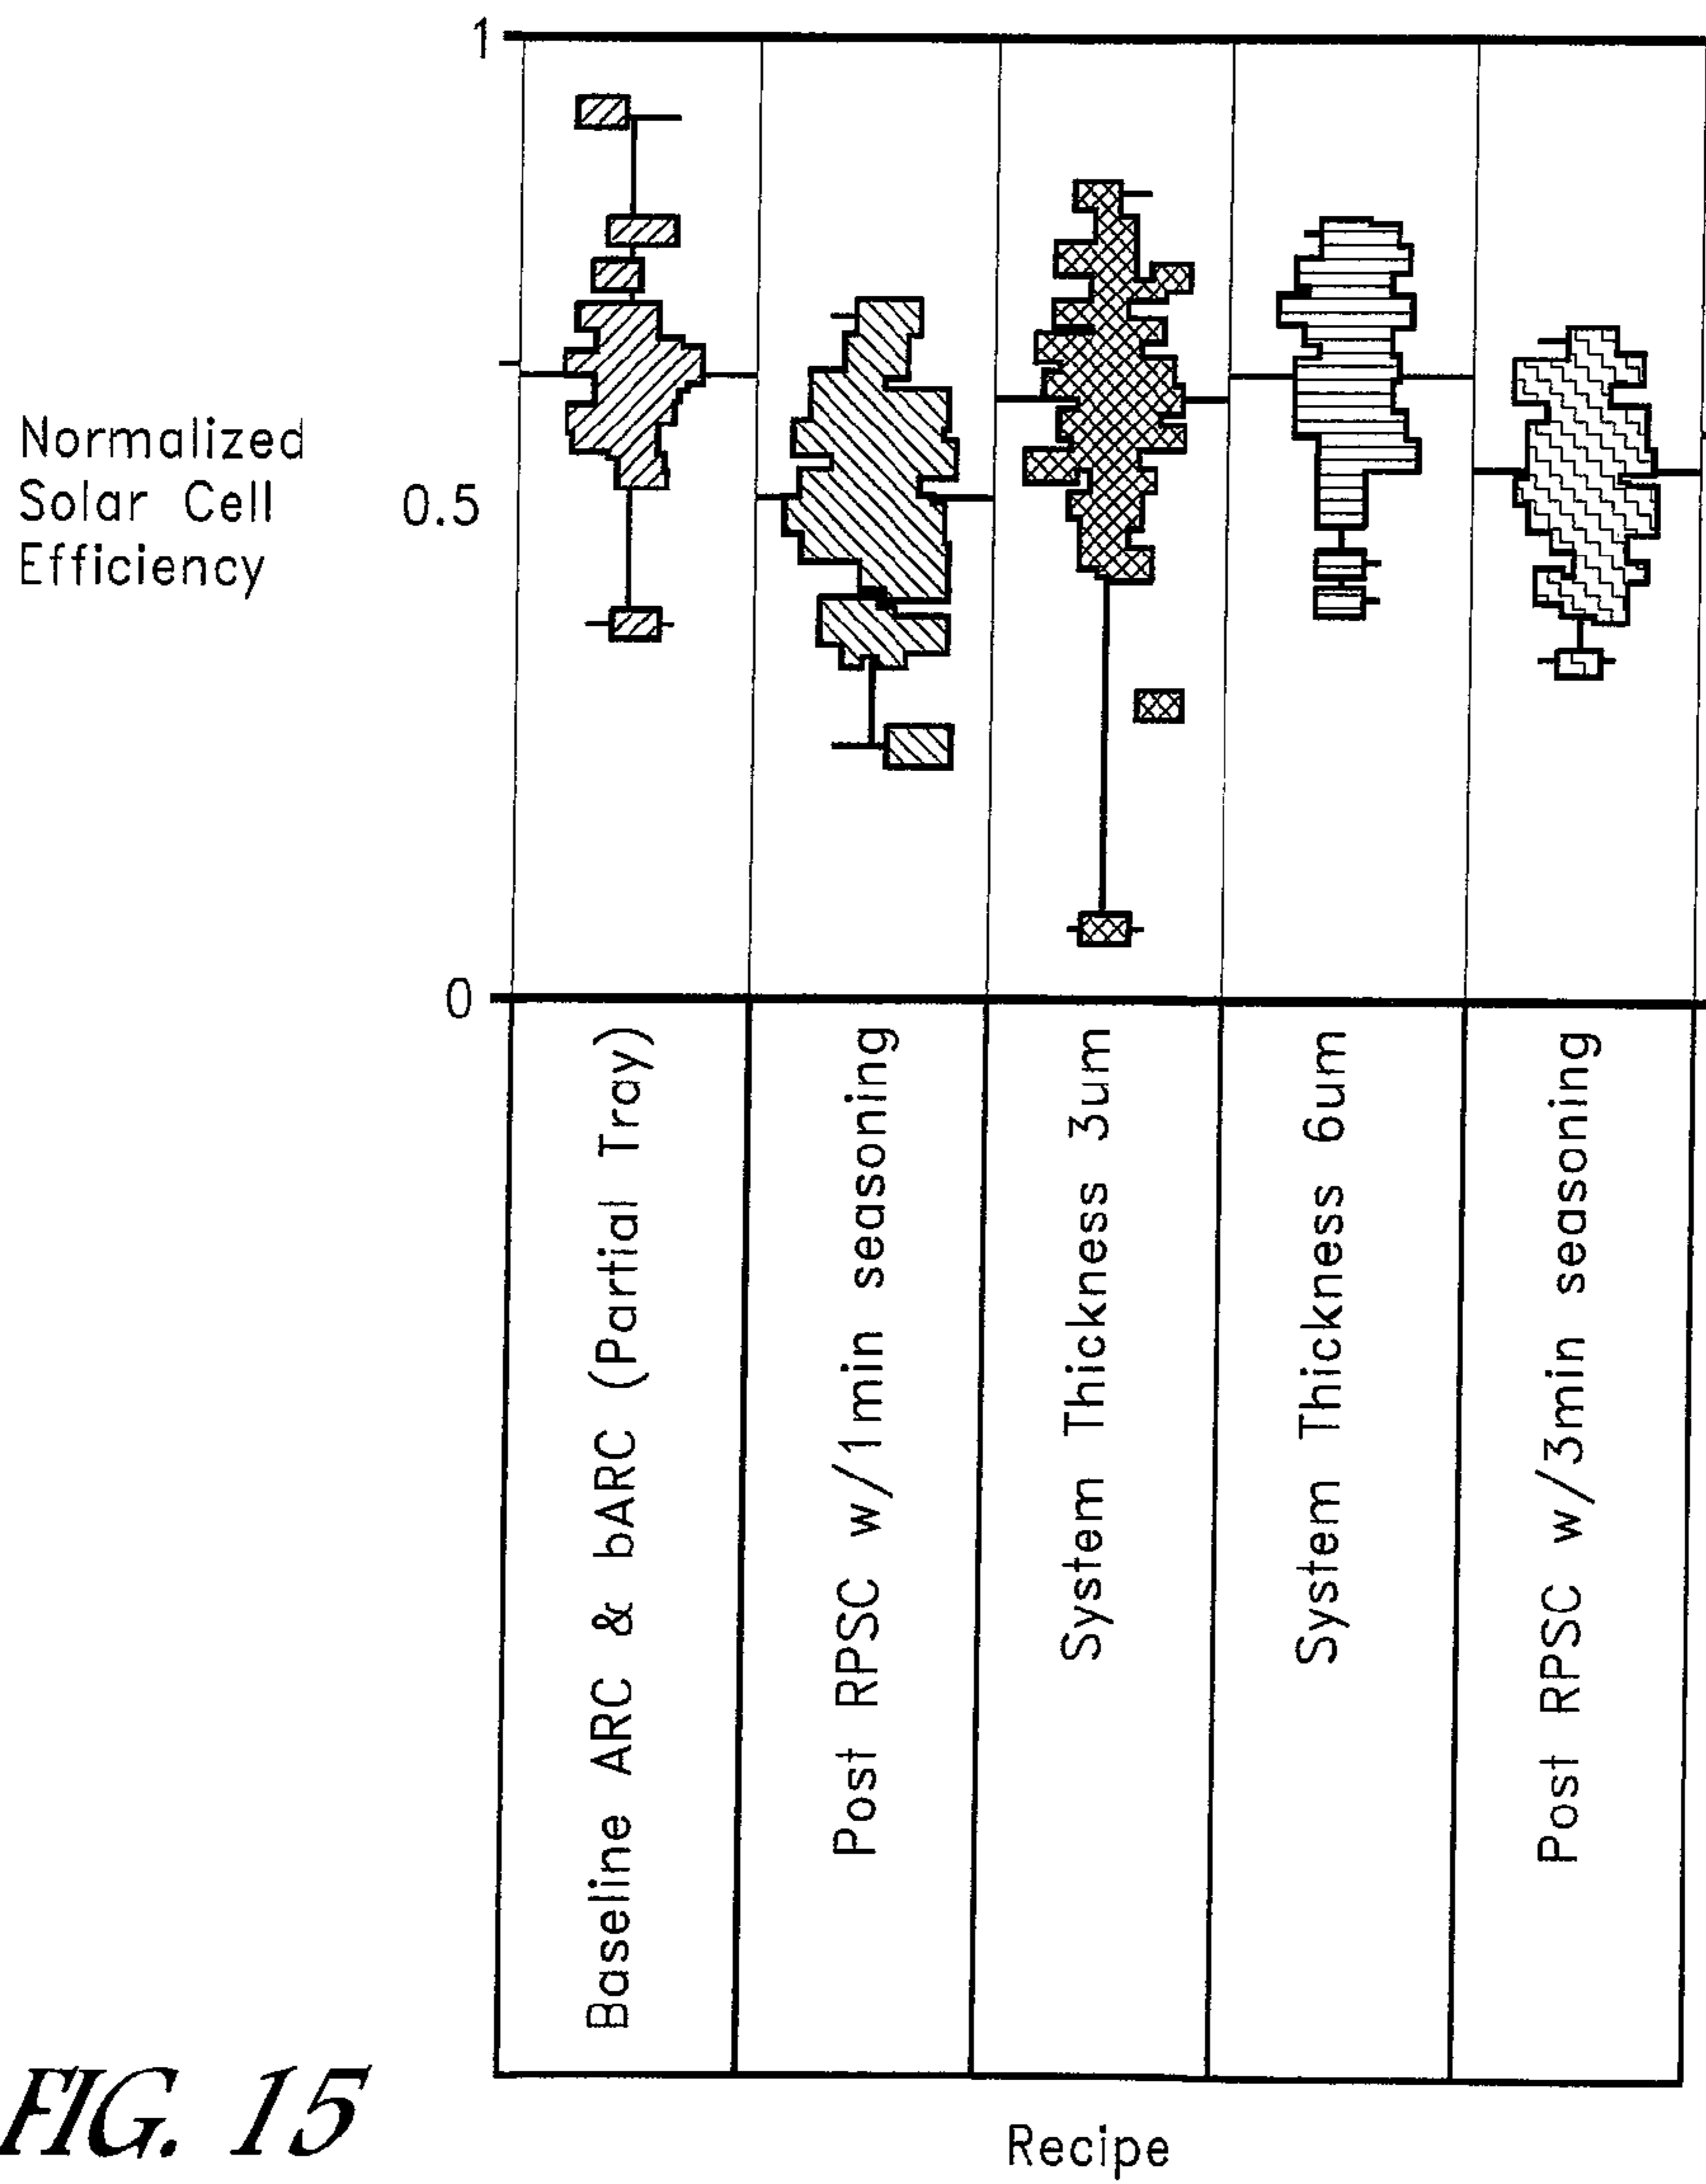 1
Normalized
Solar Cell
Efficiency
0.5
0
Baseline ARC & bARC (Partial Tray)
Post RPSC w/1min seasoning
System Thickness 3um
System Thickness 6um
Post RPSC w/3min seasoning
Recipe
FIG. 15